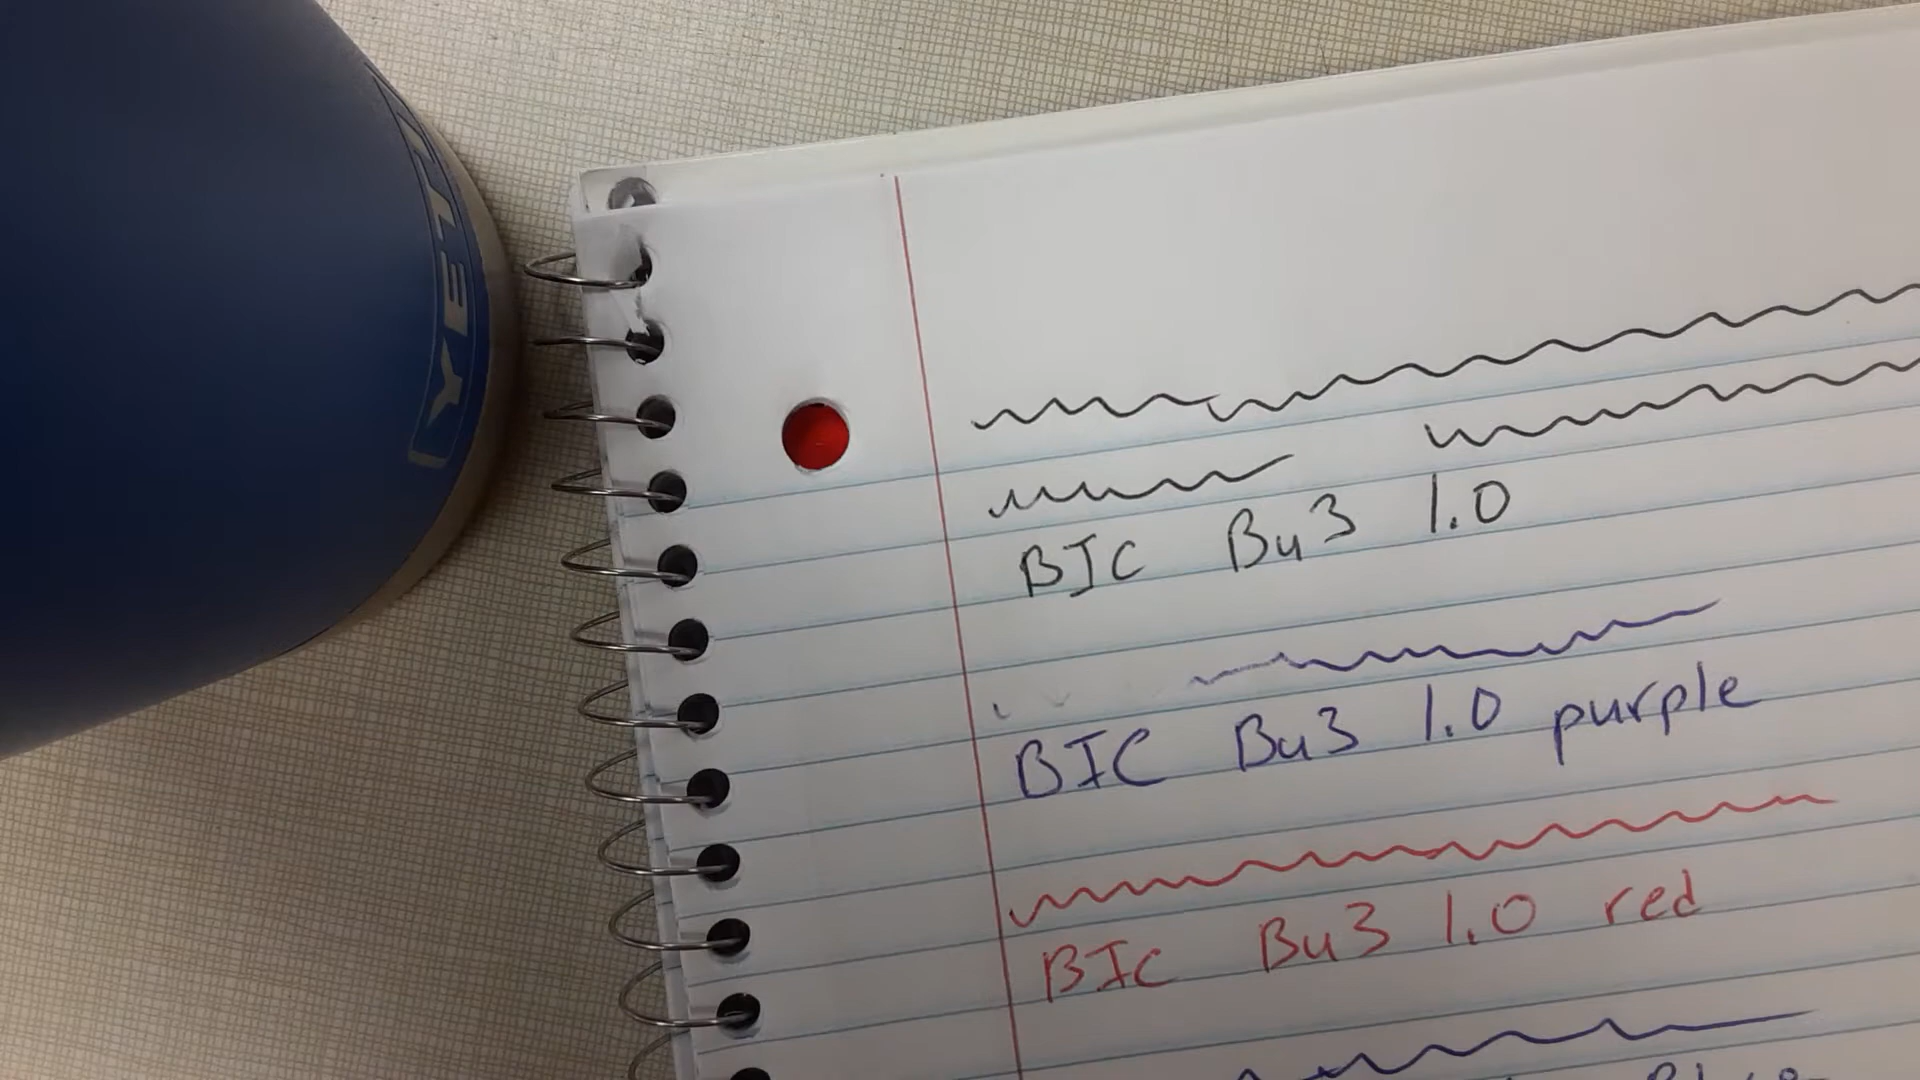 YETI
BIC Bu3 1.0
BIC Bu3 1.0 purple
BIC Bu3 1.0 red